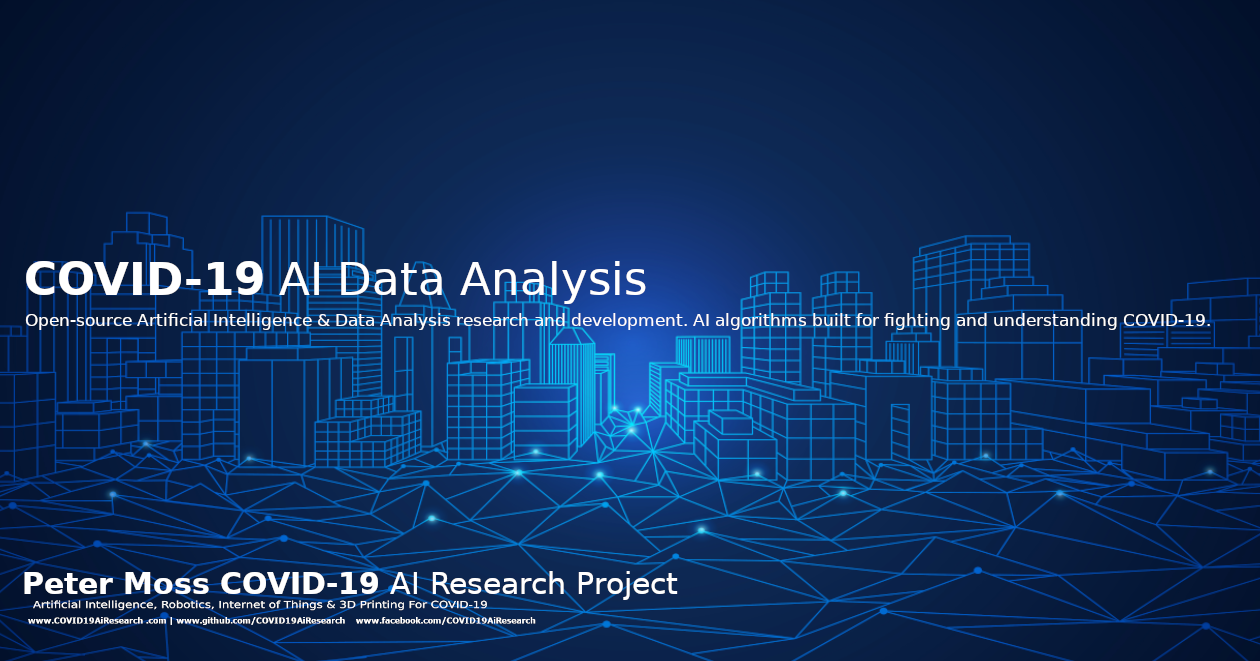 COVID-19 AI Data Analysis
Open-source Artificial Intelligence & Data Analysis research and development. AI algorithms built for fighting and understanding COVID-19.
Peter Moss COVID-19 AI Research Project
Artificial Intelligence, Robotics, Internet of Things & 3D Printing For COVID-19
www.COVID19AiResearch .com | www.github.com/COVID19AiResearch www.facebook.com/COVID19AiResearch